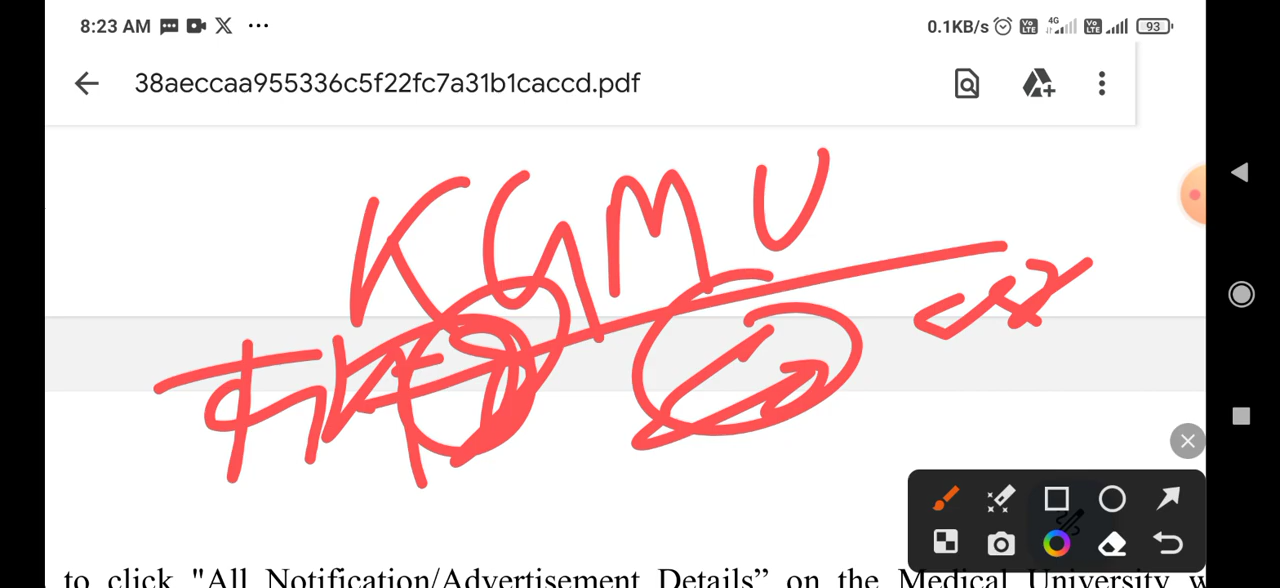 8:23 AM X ... 0.1KB/s 4G 93
38aeccaa955336c5f22fc7a31b1caccd.pdf
KGMU
to click "All Notification/Advertisement Details” on the Medical University w